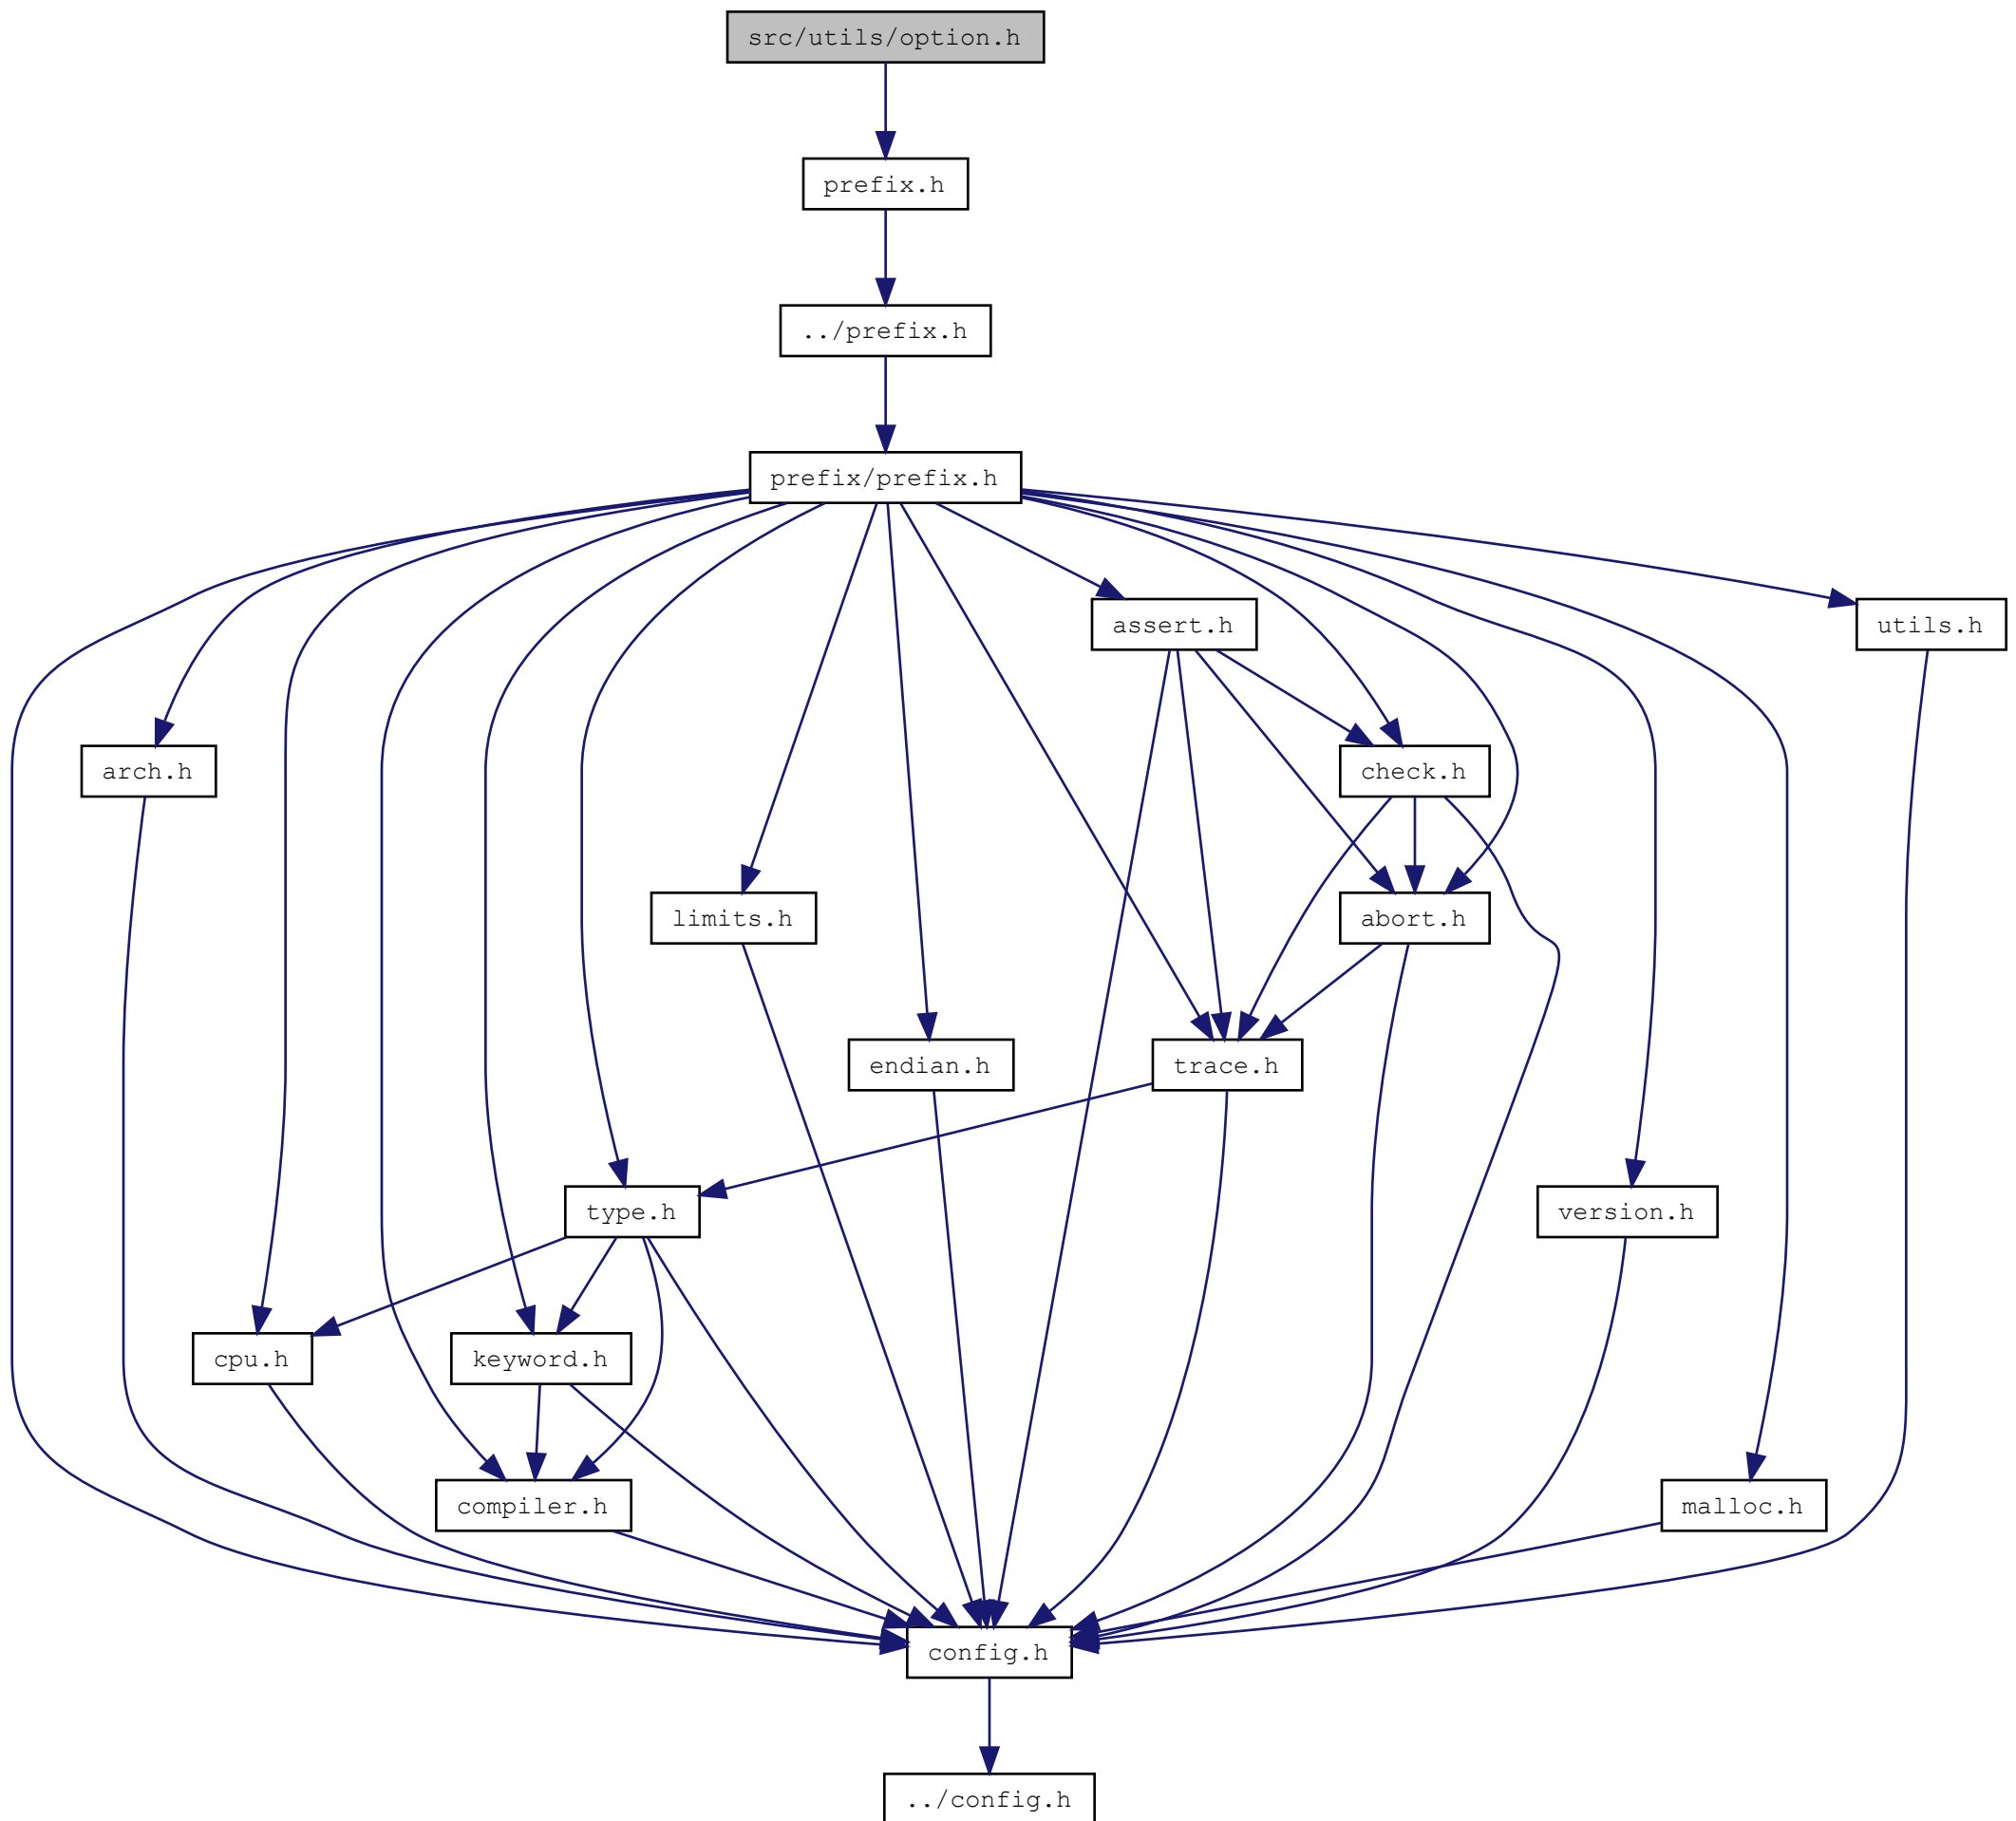 src/utils/option.h
prefix.h
../prefix.h
prefix/prefix.h
assert.h
utils.h
arch.h
check.h
limits.h
abort.h
endian.h
trace.h
type.h
version.h
cpu.h
keyword.h
compiler.h
malloc.h
config.h
../config.h